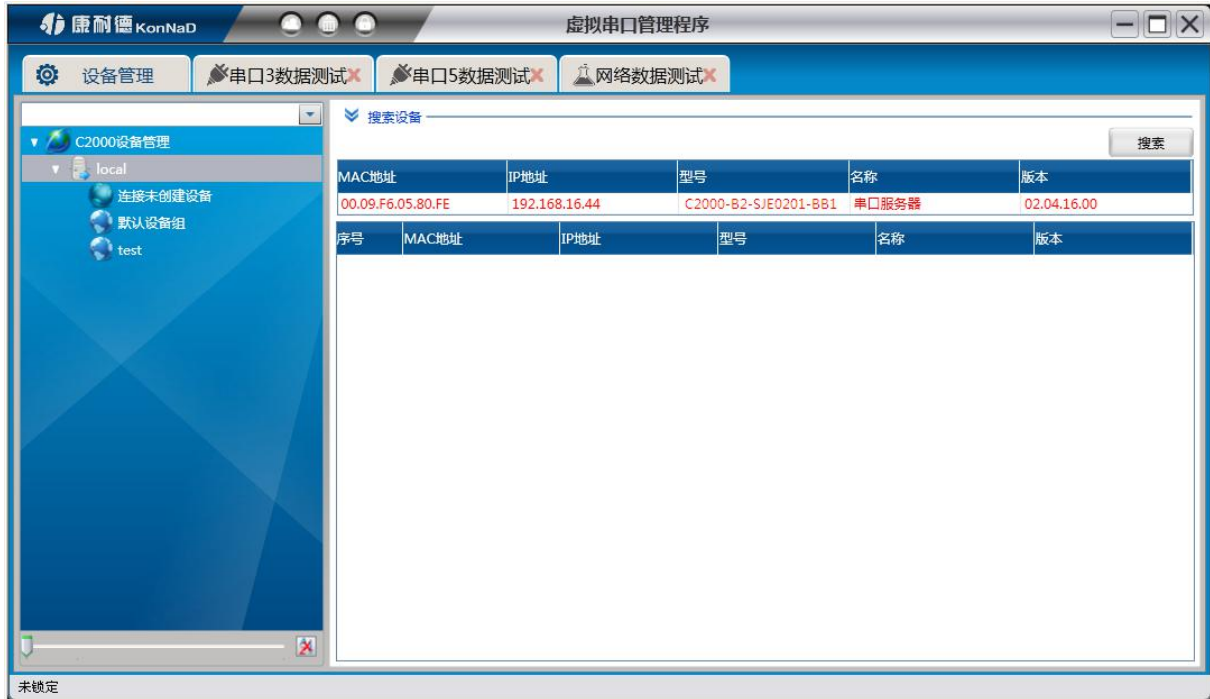 康耐德 KonNaD 虚拟串口管理程序
设备管理 串口3数据测试 串口5数据测试 网络数据测试
搜索设备
C2000设备管理
搜索
local
MAC地址 IP地址 型号 名称 版本
连接未创建设备
00.09.F6.05.80.FE 192.168.16.44 C2000-B2-SJE0201-BB1 串口服务器 02.04.16.00
默认设备组
序号 MAC地址 IP地址 型号 名称 版本
test
未锁定